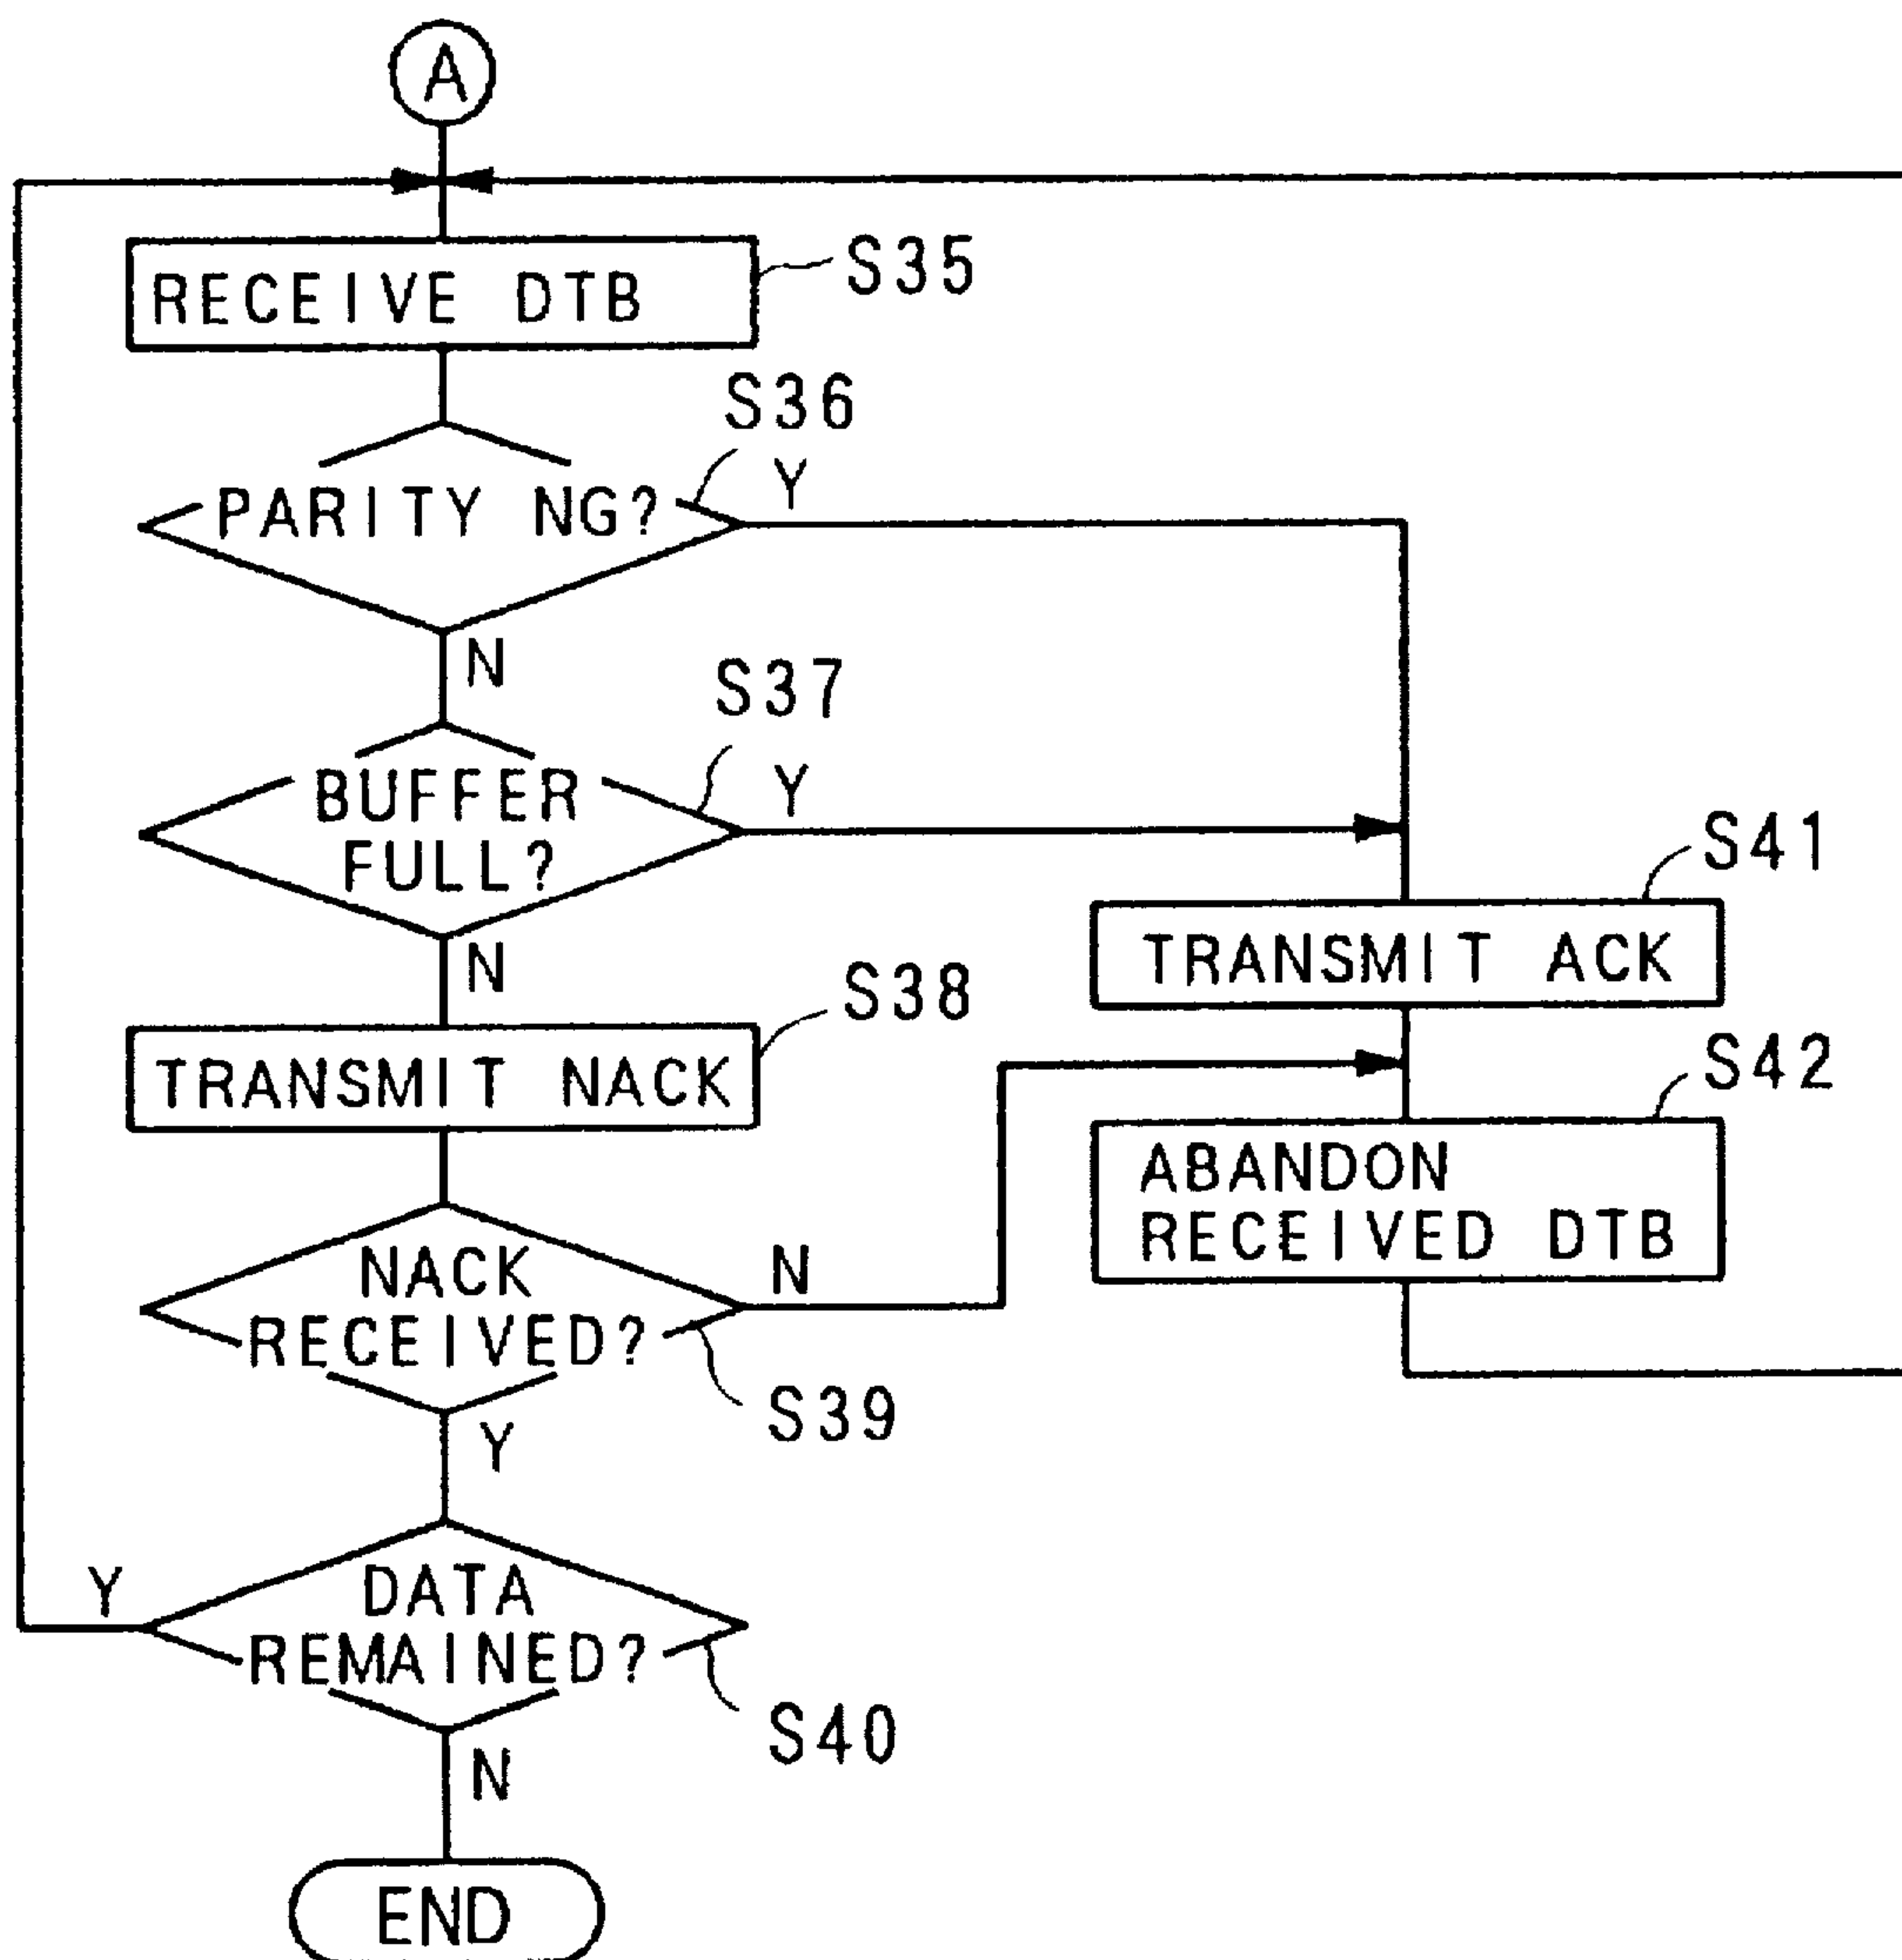 A
RECEIVE DTB
S35
S36
PARITY NG?
Y
N
S37
BUFFER
FULL?
Y
N
S38
TRANSMIT NACK
S41
TRANSMIT ACK
S42
ABANDON
RECEIVED DTB
NACK
RECEIVED?
N
S39
Y
DATA
REMAINED?
Y
S40
N
END